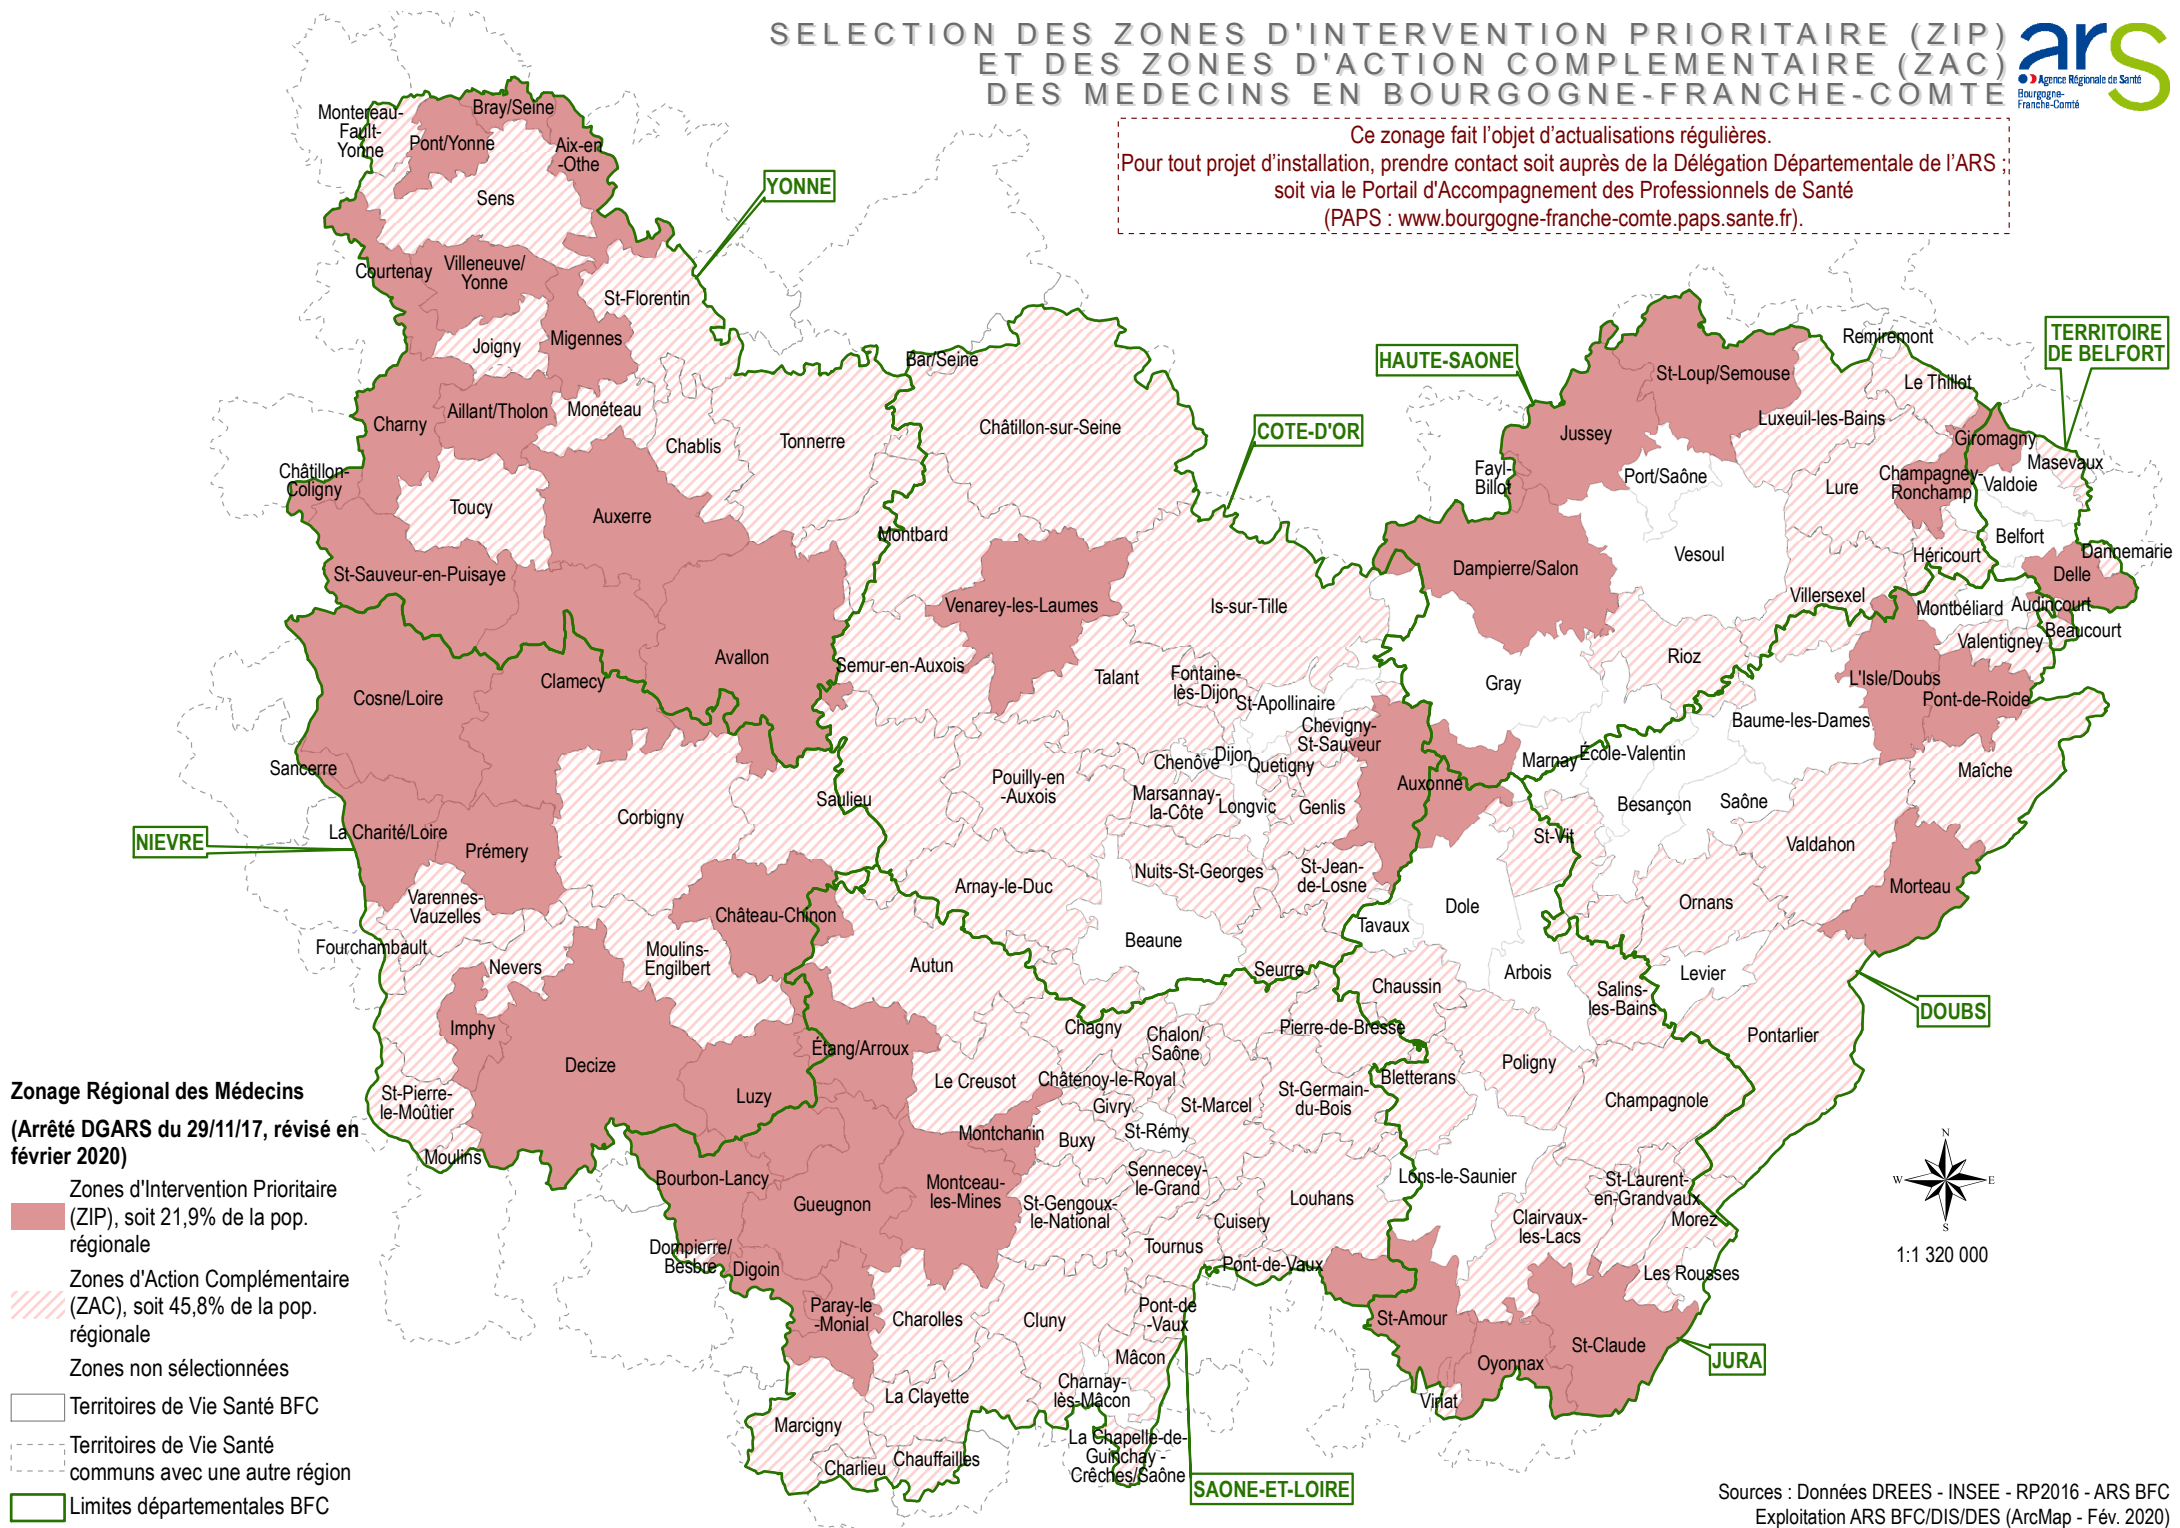 SELECTION DES ZONES D'INTERVENTION PRIORITAIRE (ZIP)
ET DES ZONES D'ACTION COMPLEMENTAIRE (ZAC)
DES MEDECINS EN BOURGOGNE-FRANCHE-COMTE
ars
Agence Régionale de Santé
Bourgogne-
Franche-Comté
Ce zonage fait l'objet d'actualisations régulières.
Pour tout projet d'installation, prendre contact soit auprès de la Délégation Départementale de l'ARS ;
soit via le Portail d'Accompagnement des Professionnels de Santé
(PAPS : www.bourgogne-franche-comte.paps.sante.fr).
YONNE
Montereau-
Fault-
Yonne
Bray/Seine
Pont/Yonne
Aix-en
-Othe
Sens
Courtenay
Villeneuve/
Yonne
St-Florentin
Joigny
Migennes
Charny
Aillant/Tholon
Monéteau
Chablis
Tonnerre
Châtillon-
Coligny
Toucy
Auxerre
St-Sauveur-en-Puisaye
Avallon
COTE-D'OR
Bar/Seine
Châtillon-sur-Seine
Montbard
Venarey-les-Laumes
Is-sur-Tille
Semur-en-Auxois
Talant
Fontaine-
lès-Dijon
St-Apollinaire
Chevigny-
St-Sauveur
Dijon
Chenôve
Quetigny
Pouilly-en
-Auxois
Marsannay-
la-Côte
Longvic
Genlis
Auxonne
Saulieu
Arnay-le-Duc
Nuits-St-Georges
St-Jean-
de-Losne
Beaune
Seurre
HAUTE-SAONE
TERRITOIRE
DE BELFORT
Remiremont
St-Loup/Semouse
Le Thillot
Luxeuil-les-Bains
Jussey
Giromagny
Masevaux
Fayl-
Billot
Port/Saône
Lure
Champagney-
Ronchamp
Valdoie
Belfort
Vesoul
Dampierre/Salon
Héricourt
Dannemarie
Delle
Villersexel
Montbéliard
Audincourt
Beaucourt
Valentigney
Rioz
Gray
L'Isle/Doubs
Pont-de-Roide
Baume-les-Dames
Marnay
École-Valentin
Maîche
Besançon
Saône
St-Vit
Valdahon
Morteau
Ornans
Levier
Pontarlier
DOUBS
Tavaux
Dole
Arbois
Salins-
les-Bains
Chaussin
Poligny
Bletterans
Champagnole
Lons-le-Saunier
St-Laurent-
en-Grandvaux
Clairvaux-
les-Lacs
Morez
Les Rousses
St-Amour
St-Claude
Oyonnax
Viriat
JURA
NIEVRE
Cosne/Loire
Clamecy
Sancerre
La Charité/Loire
Prémery
Corbigny
Varennes-
Vauzelles
Château-Chinon
Fourchambault
Nevers
Moulins-
Engilbert
Imphy
Decize
Luzy
St-Pierre-
le-Moûtier
Moulins
Autun
Étang/Arroux
Le Creusot
Chagny
Chalon/
Saône
Pierre-de-Bresse
Châtenoy-le-Royal
Givry
St-Marcel
St-Germain-
du-Bois
Montchanin
Buxy
St-Rémy
Bourbon-Lancy
Gueugnon
Montceau-
les-Mines
Sennecey-
le-Grand
Louhans
St-Gengoux-
le-National
Cuisery
Tournus
Pont-de-Vaux
Dompierre/
Besbre
Digoin
Paray-le
-Monial
Charolles
Cluny
Pont-de
-Vaux
Mâcon
Charnay-
lès-Mâcon
La Clayette
Marcigny
Charlieu
Chauffailles
La Chapelle-de-
Guinchay -
Crêches/Saône
SAONE-ET-LOIRE
Zonage Régional des Médecins
(Arrêté DGARS du 29/11/17, révisé en
février 2020)
Zones d'Intervention Prioritaire
(ZIP), soit 21,9% de la pop.
régionale
Zones d'Action Complémentaire
(ZAC), soit 45,8% de la pop.
régionale
Zones non sélectionnées
Territoires de Vie Santé BFC
Territoires de Vie Santé
communs avec une autre région
Limites départementales BFC
N
W
E
S
1:1 320 000
Sources : Données DREES - INSEE - RP2016 - ARS BFC
Exploitation ARS BFC/DIS/DES (ArcMap - Fév. 2020)